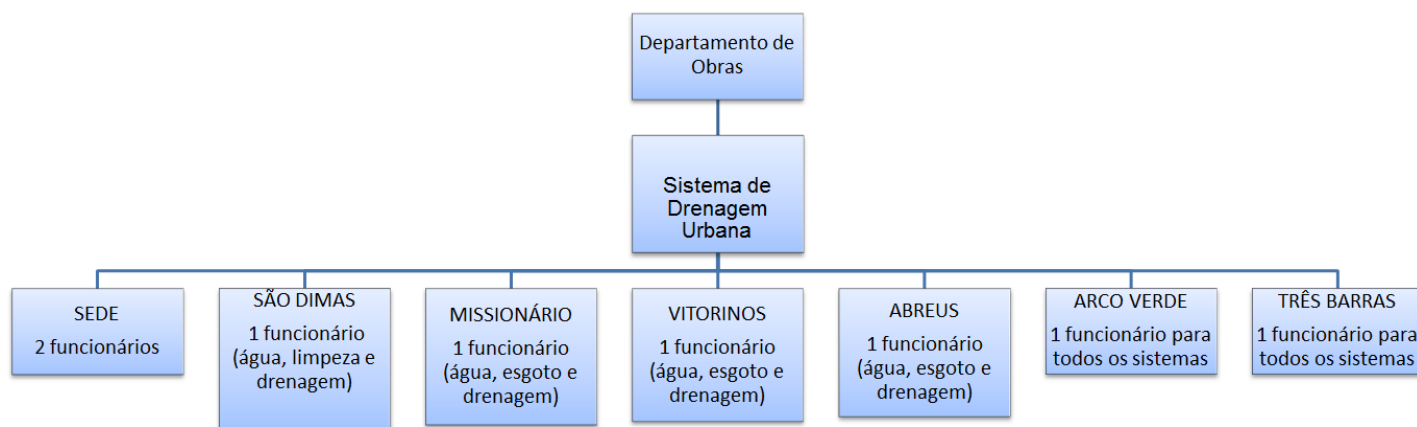 Departamento de
Obras
Sistema de
Drenagem
Urbana
SEDE
2 funcionários
SÃO DIMAS
1 funcionário
(água, limpeza e
drenagem)
MISSIONÁRIO
1 funcionário
(água, esgoto e
drenagem)
VITORINOS
1 funcionário
(água, esgoto e
drenagem)
ABREUS
1 funcionário
(água, esgoto e
drenagem)
ARCO VERDE
1 funcionário para
todos os sistemas
TRÊS BARRAS
1 funcionário para
todos os sistemas